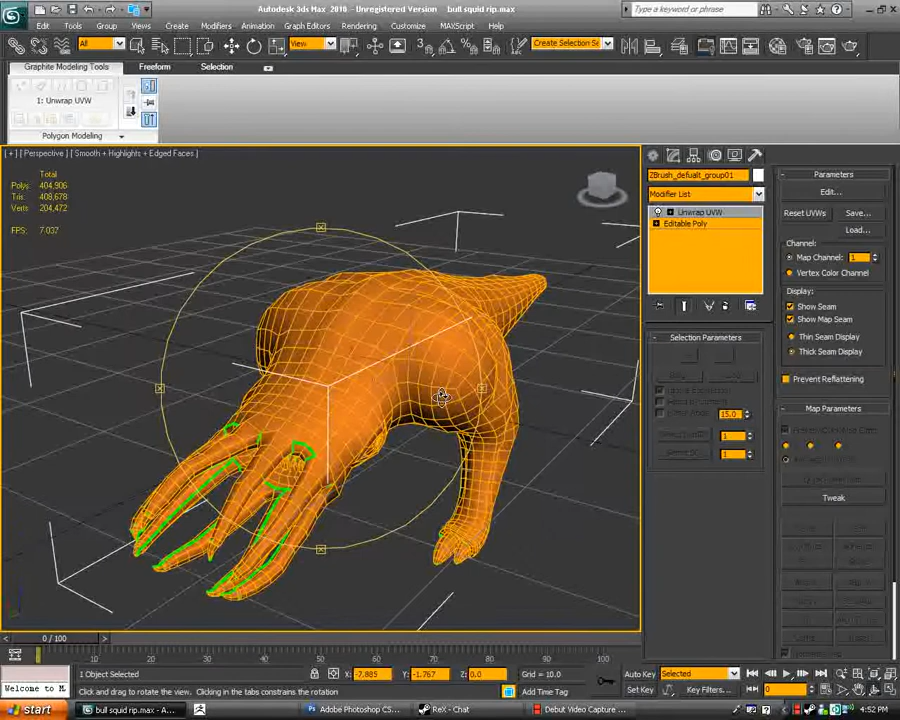 Autodesk 3ds Max 2010 - Unregistered Version bull squid rip.max
Type a keyword or phrase
Edit Tools Group Views Create Modifiers Animation Graph Editors Rendering Customize MAXScript Help
All View Create Selection Se
Graphite Modeling Tools Freeform Selection
1: Unwrap UVW
Polygon Modeling
[ + ] [ Perspective ] [ Smooth + Highlights + Edged Faces ]
Total
Polys 404,906
Tris: 408,678
Verts: 204,472
FPS: 7.037
ZBrush_defualt_group01
Modifier List
Unwrap UVW
Editable Poly
Selection Parameters
15.0
1
1
Parameters
Edit...
Reset UVWs Save...
Load...
Channel:
Map Channel: 1
Vertex Color Channel
Display:
Show Seam
Show Map Seam
Thin Seam Display
Thick Seam Display
Prevent Reflattening
Map Parameters
Tweak
0 / 100
10 20 30 40 50 60 70 80 90 100
Welcome to M
1 Object Selected X: -7.885 Y: -1.767 Z: 0.0 Grid = 10.0
Click and drag to rotate the view. Clicking in the tabs constrains the rotation Add Time Tag
Auto Key Selected
Set Key Key Filters... 0
start bull squid rip.max - A... Adobe Photoshop CS... ReX - Chat Debut Video Capture ... 4:52 PM